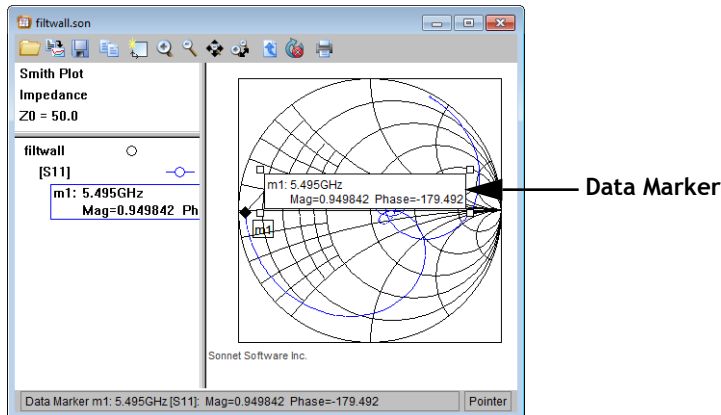 filtwall.son
Smith Plot
Impedance
Z0 = 50.0
filtwall
[S11]
m1: 5.495GHz
Mag=0.949842 Ph
m1: 5.495GHz
Mag=0.949842 Phase=-179.492
m1
Data Marker
Sonnet Software Inc.
Data Marker m1: 5.495GHz [S11]: Mag=0.949842 Phase=-179.492
Pointer